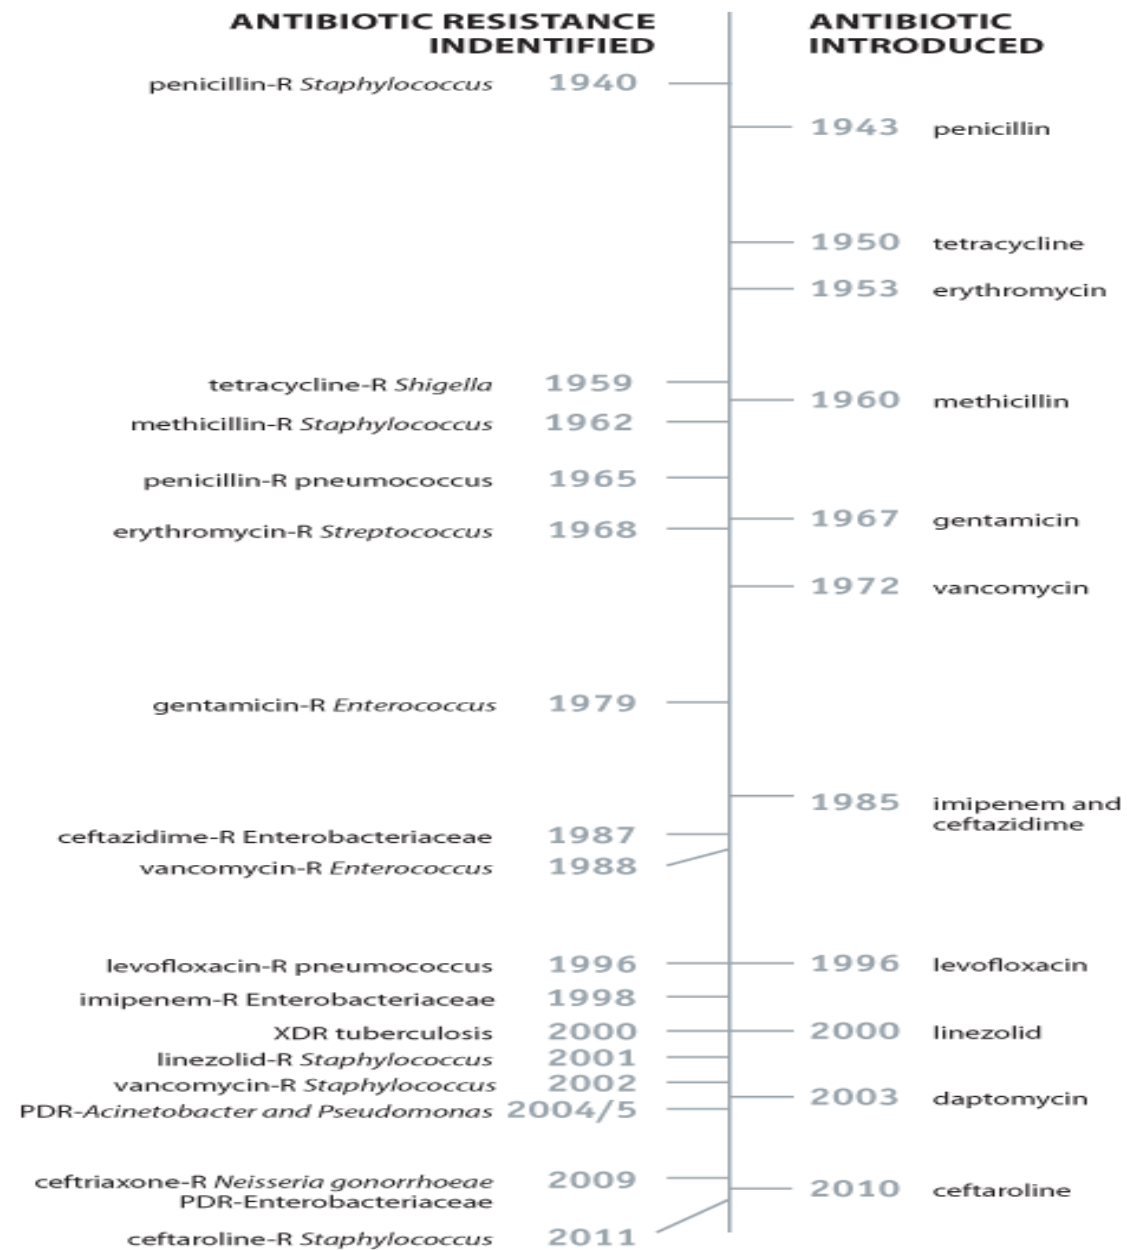 ANTIBIOTIC RESISTANCE
INDENTIFIED
ANTIBIOTIC
INTRODUCED
penicillin-R Staphylococcus 1940
1943 penicillin
1950 tetracycline
1953 erythromycin
tetracycline-R Shigella 1959
1960 methicillin
methicillin-R Staphylococcus 1962
penicillin-R pneumococcus 1965
1967 gentamicin
erythromycin-R Streptococcus 1968
1972 vancomycin
gentamicin-R Enterococcus 1979
1985 imipenem and
ceftazidime
ceftazidime-R Enterobacteriaceae 1987
vancomycin-R Enterococcus 1988
levofloxacin-R pneumococcus 1996
1996 levofloxacin
imipenem-R Enterobacteriaceae 1998
XDR tuberculosis 2000
2000 linezolid
linezolid-R Staphylococcus 2001
vancomycin-R Staphylococcus 2002
2003 daptomycin
PDR-Acinetobacter and Pseudomonas 2004/5
ceftriaxone-R Neisseria gonorrhoeae 2009
PDR-Enterobacteriaceae
2010 ceftaroline
ceftaroline-R Staphylococcus 2011